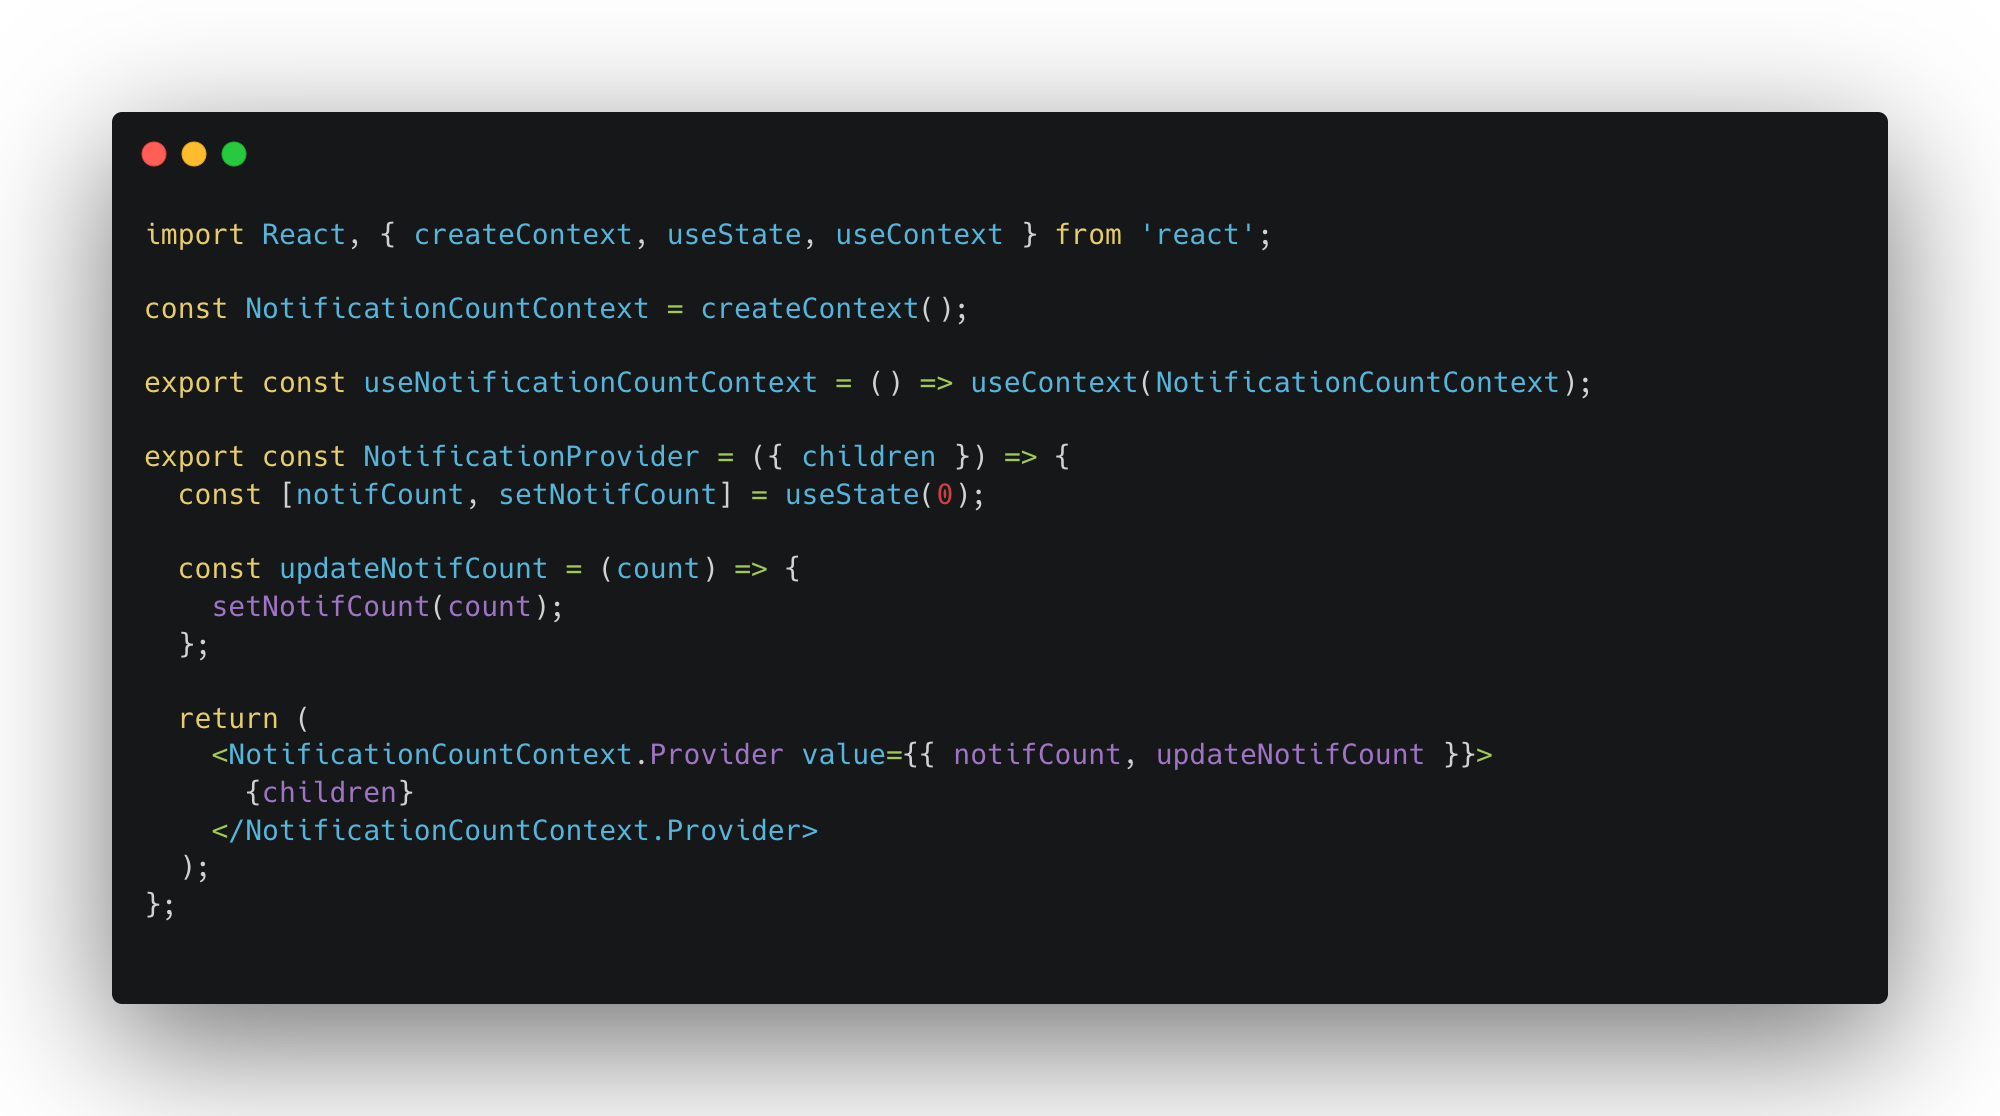 import React, { createContext, useState, useContext } from 'react';
const NotificationCountContext = createContext();
export const useNotificationCountContext = () => useContext(NotificationCountContext);
export const NotificationProvider = ({ children }) => {
  const [notifCount, setNotifCount] = useState(0);
  const updateNotifCount = (count) => {
    setNotifCount(count);
  };
  return (
    <NotificationCountContext.Provider value={{ notifCount, updateNotifCount }}>
      {children}
    </NotificationCountContext.Provider>
  );
};